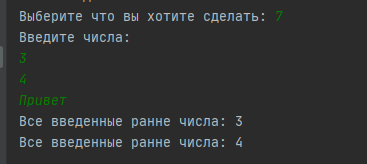 Выберите что вы хотите сделать: 7
Введите числа:
3
4
Привет
Все введенные ранне числа: 3
Все введенные ранне числа: 4